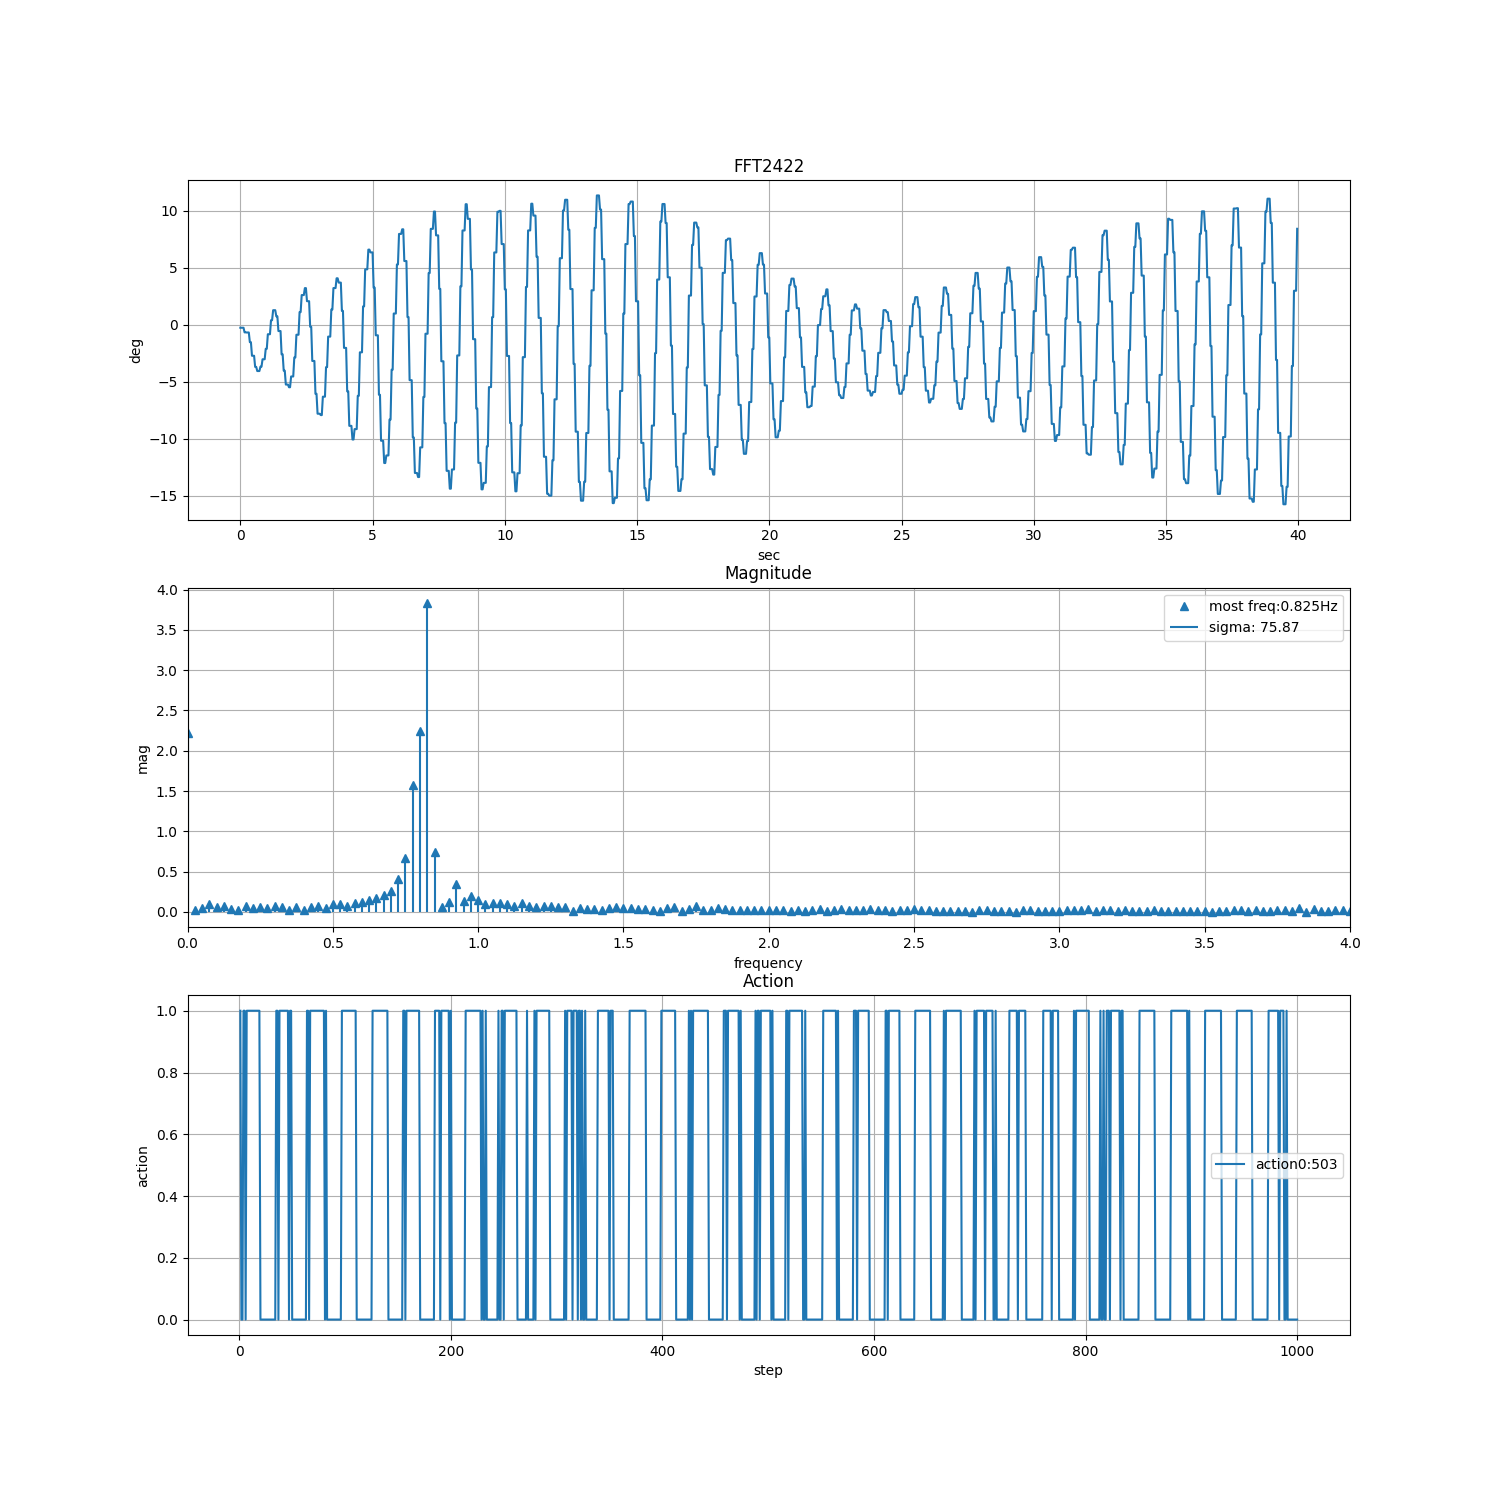 FFT2422
10
5
0
−5
−10
−15
deg
0 5 10 15 20 25 30 35 40
sec
Magnitude
4.0
3.5
3.0
2.5
2.0
1.5
1.0
0.5
0.0
mag
most freq:0.825Hz
sigma: 75.87
0.0 0.5 1.0 1.5 2.0 2.5 3.0 3.5 4.0
frequency
Action
1.0
0.8
0.6
0.4
0.2
0.0
action
action0:503
0 200 400 600 800 1000
step